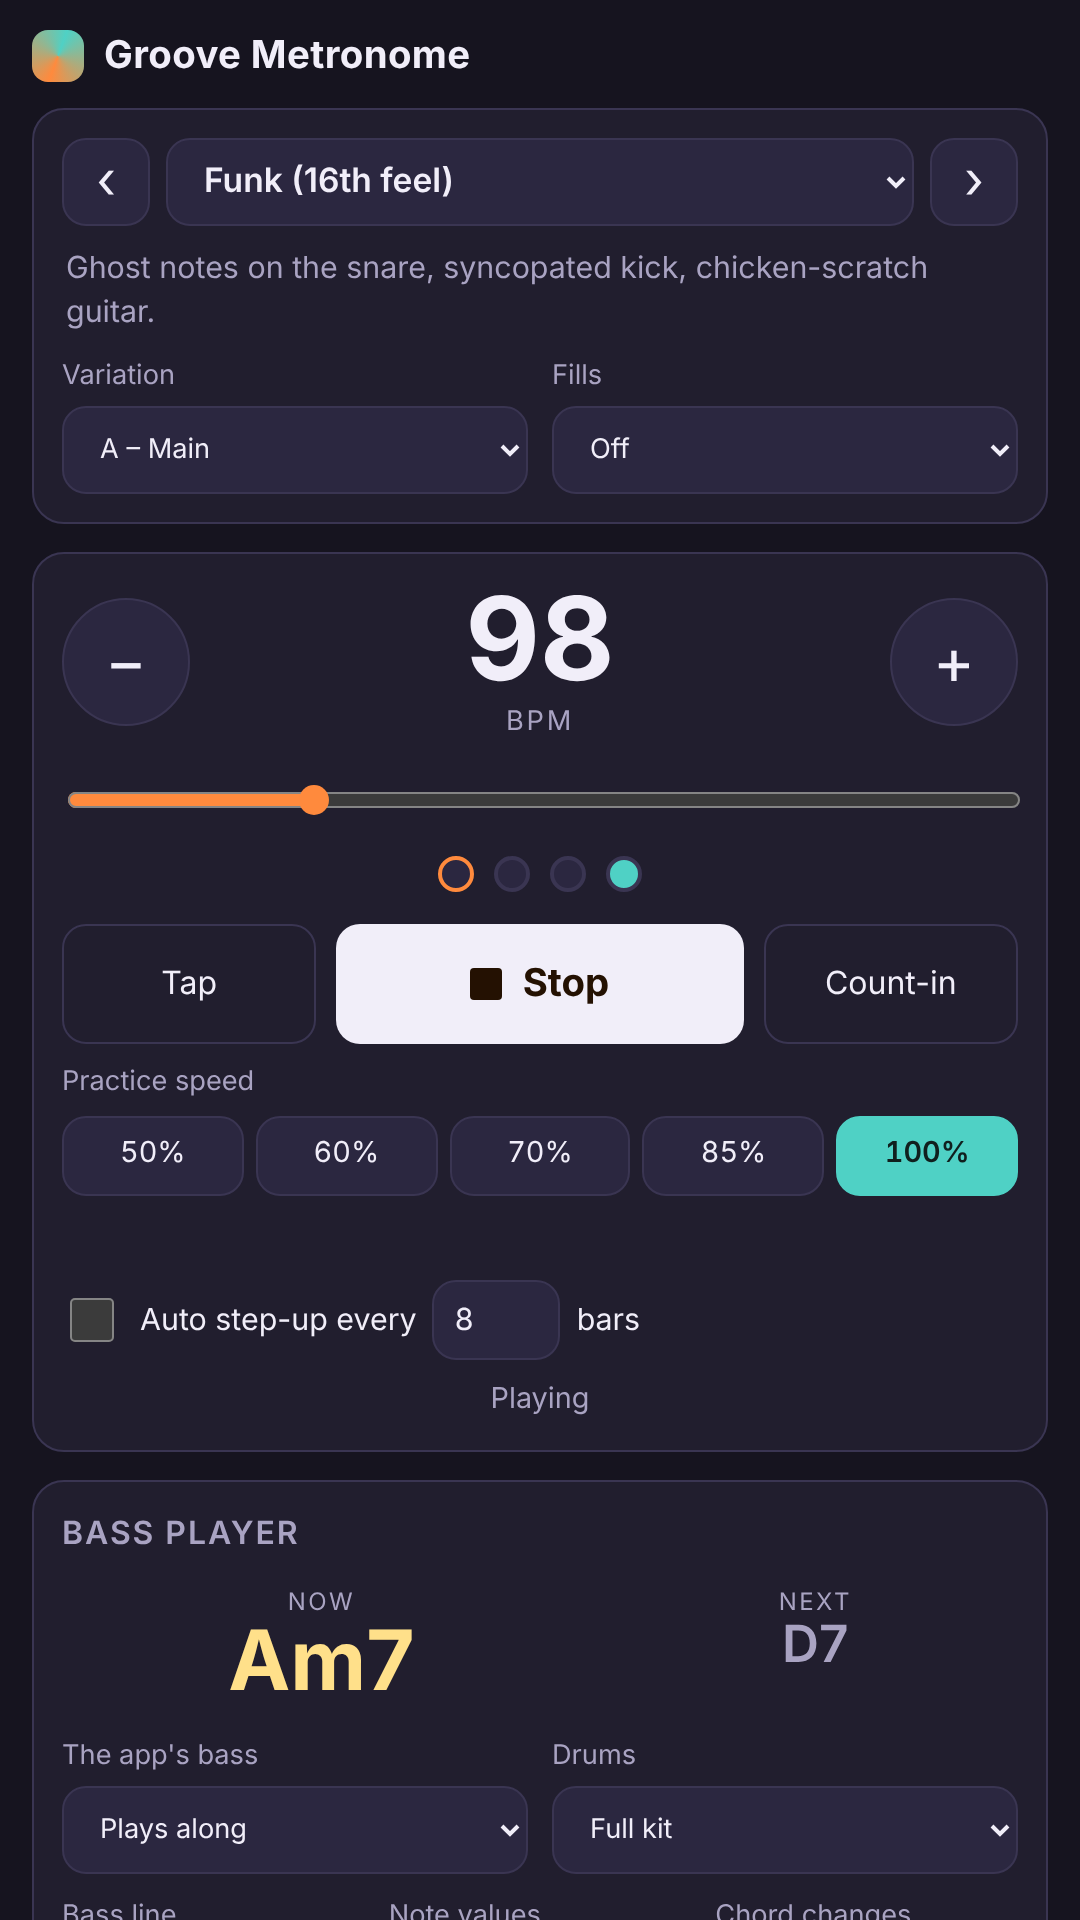 Groove Metronome
‹ Funk (16th feel) ›
Ghost notes on the snare, syncopated kick, chicken-scratch
guitar.
Variation Fills
A – Main Off
98
− +
BPM
Tap Stop Count-in
Practice speed
50% 60% 70% 85% 100%
Auto step-up every 8 bars
Playing
BASS PLAYER
NOW NEXT
Am7 D7
The app's bass Drums
Plays along Full kit
Bass line Note values Chord changes